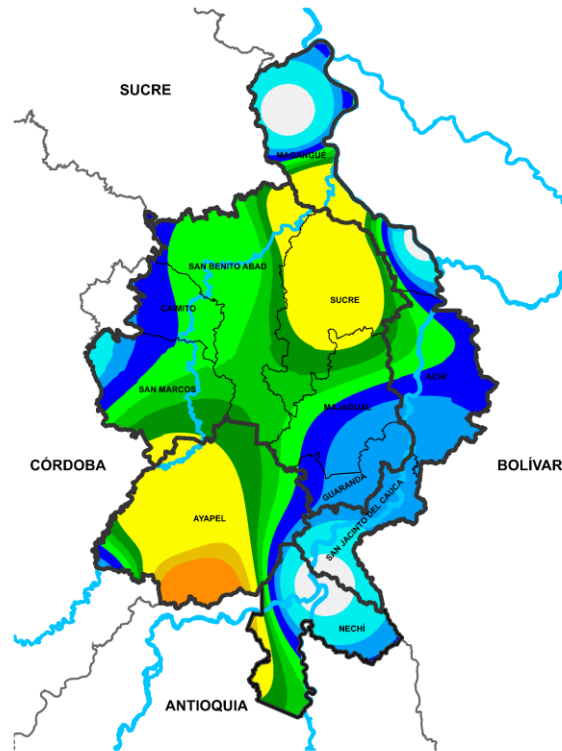 SUCRE
MAGANGUÉ
SAN BENITO ABAD
SUCRE
CAIMITO
ACHÍ
SAN MARCOS
MAJAGUAL
CÓRDOBA
BOLÍVAR
GUARANDA
SAN JACINTO DEL CAUCA
AYAPEL
NECHÍ
ANTIOQUIA